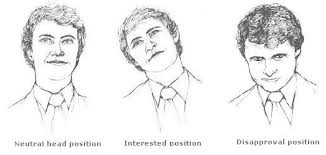 Neutral head position
Interested position
Disapproval position